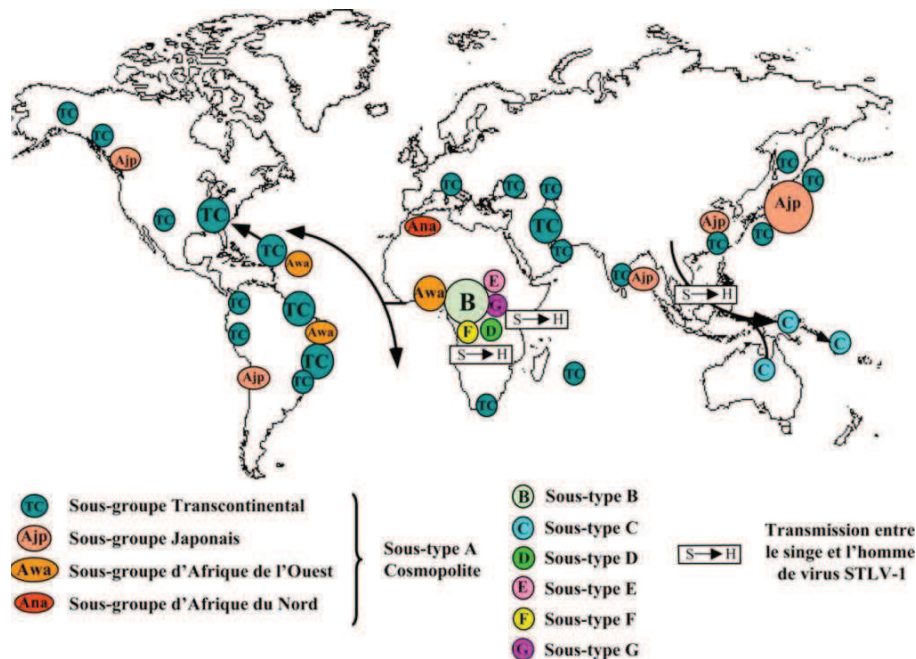 TC
TC
Ajp
TC
TC
TC
Awa
TC
TC
TC
Awa
TC
TC
Ajp
TC
TC
TC
TC
TC
Ana
Awa
B
E
G
F
D
S→H
S→H
TC
TC
TC
Ajp
TC
TC
Ajp
TC
Ajp
TC
TC
S→H
C
C
C
TC Sous-groupe Transcontinental
Ajp Sous-groupe Japonais
Awa Sous-groupe d'Afrique de l'Ouest
Ana Sous-groupe d'Afrique du Nord
Sous-type A
Cosmopolite
B Sous-type B
C Sous-type C
D Sous-type D
E Sous-type E
F Sous-type F
G Sous-type G
S→H
Transmission entre
le singe et l'homme
de virus STLV-1